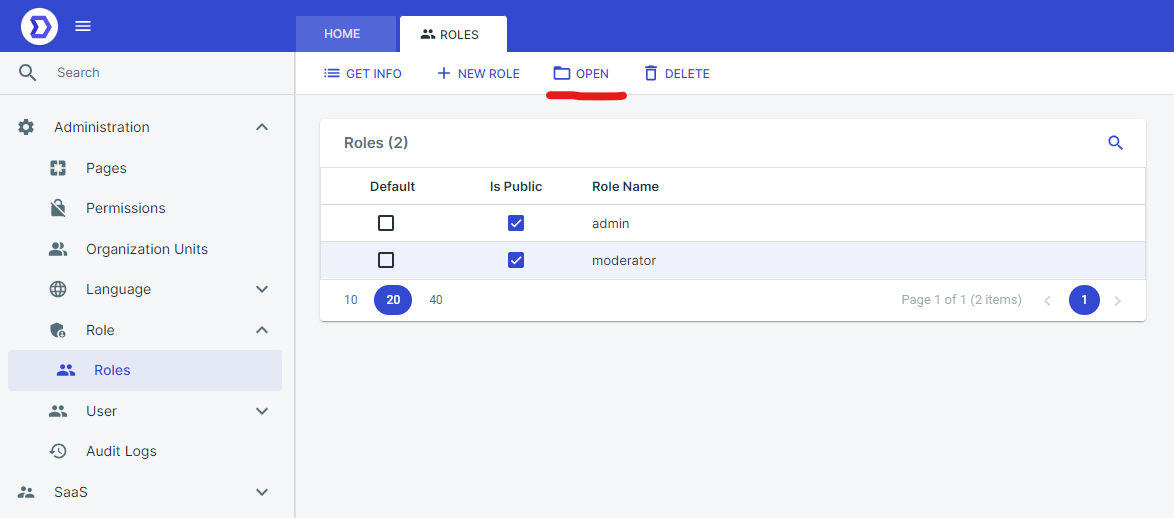 HOME
ROLES
Search
GET INFO
NEW ROLE
OPEN
DELETE
Administration
Pages
Permissions
Organization Units
Language
Role
Roles
User
Audit Logs
SaaS
Roles (2)
Default Is Public Role Name
admin
moderator
10 20 40 Page 1 of 1 (2 items) 1